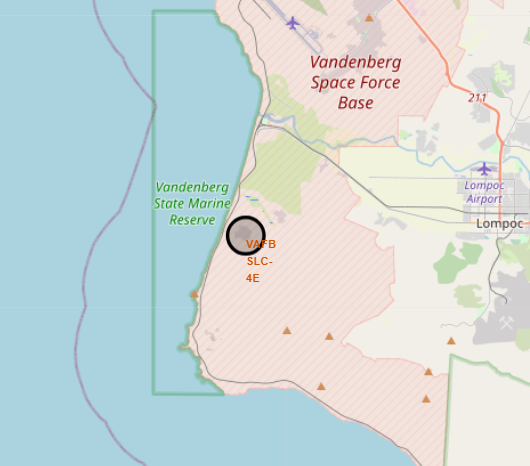 Vandenberg
Space Force
Base
211
Vandenberg
State Marine
Reserve
Lompoc
Airport
Lompoc
VAFB
SLC-
4E